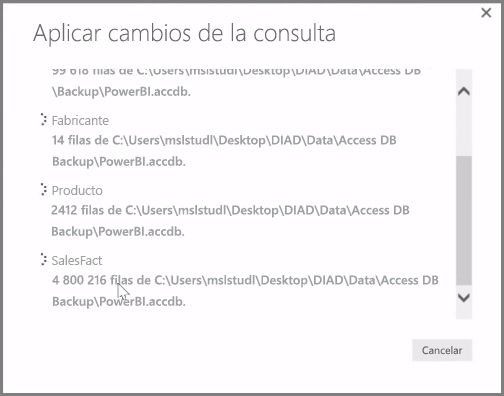 Aplicar cambios de la consulta
99 618 filas de C:\Users\mslstudl\Desktop\DIAD\Data\Access DB
\Backup\PowerBI.accdb.
Fabricante
14 filas de C:\Users\mslstudl\Desktop\DIAD\Data\Access DB
Backup\PowerBI.accdb.
Producto
2412 filas de C:\Users\mslstudl\Desktop\DIAD\Data\Access DB
Backup\PowerBI.accdb.
SalesFact
4 800 216 filas de C:\Users\mslstudl\Desktop\DIAD\Data\Access DB
Backup\PowerBI.accdb.
Cancelar